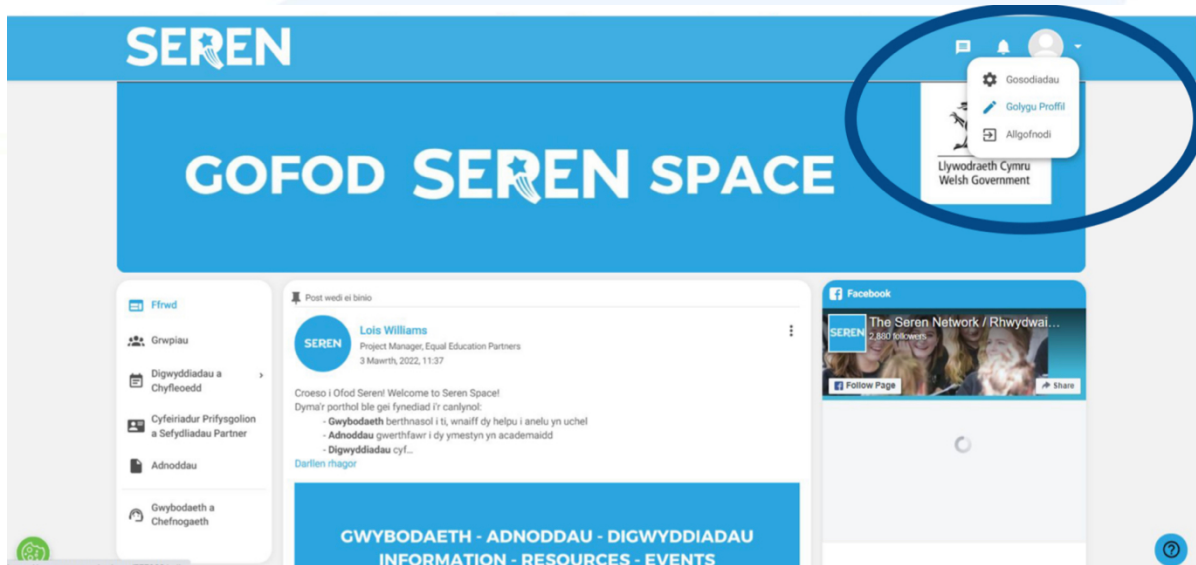 SEREN
Gosodiadau
Golygu Proffil
Allgofnodi
Llywodraeth Cymru
Welsh Government
GOFOD SEREN SPACE
Ffrwd
Grwpiau
Digwyddiadau a
Chyfleoedd
Cyfeiriadur Prifysgolion
a Sefydliadau Partner
Adnoddau
Gwybodaeth a
Chefnogaeth
Post wedi ei binio
SEREN
Lois Williams
Project Manager, Equal Education Partners
3 Mawrth, 2022, 11:37
Croeso i Ofod Seren! Welcome to Seren Space!
Dyma'r porthol ble gei fynediad i'r canlynol:
- Gwybodaeth berthnasol i ti, wnaiff dy helpu i anelu yn uchel
- Adnoddau gwerthfawr i dy ymestyn yn academaidd
- Digwyddiadau cyf...
Darllen rhagor
GWYBODAETH - ADNODDAU - DIGWYDDIADAU
INFORMATION - RESOURCES - EVENTS
Facebook
SEREN
The Seren Network / Rhwydwai...
2,880 followers
Follow Page
Share